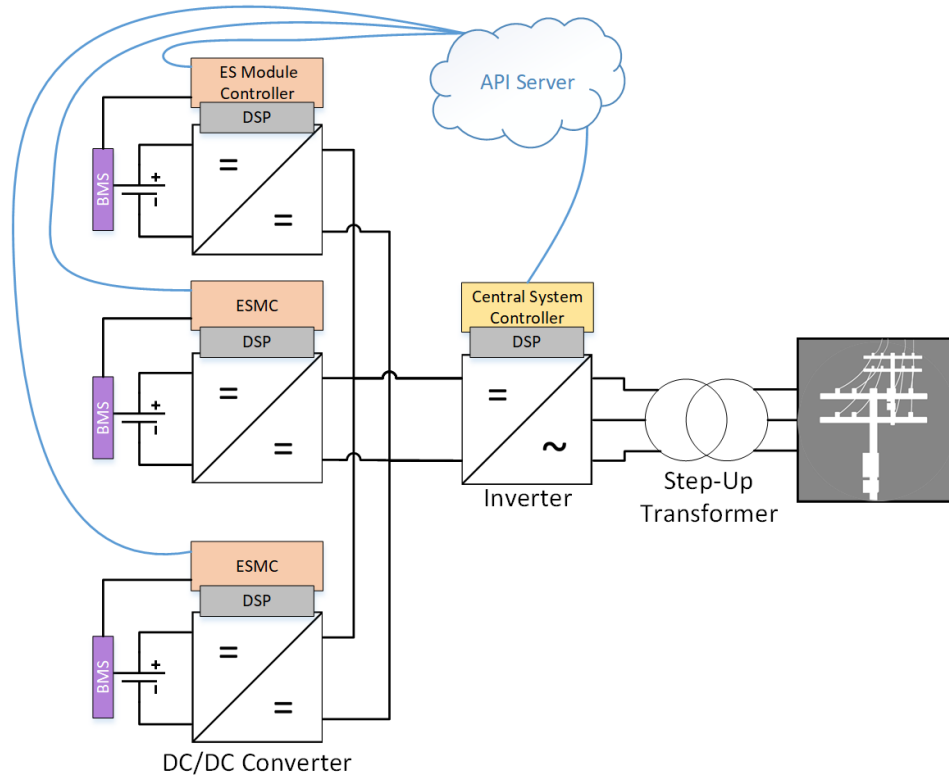 API Server
ES Module
Controller
DSP
=
=
BMS
+
−
ESMC
DSP
=
=
BMS
+
−
Central System
Controller
DSP
=
~
Inverter
Step-Up
Transformer
ESMC
DSP
=
=
BMS
+
−
DC/DC Converter